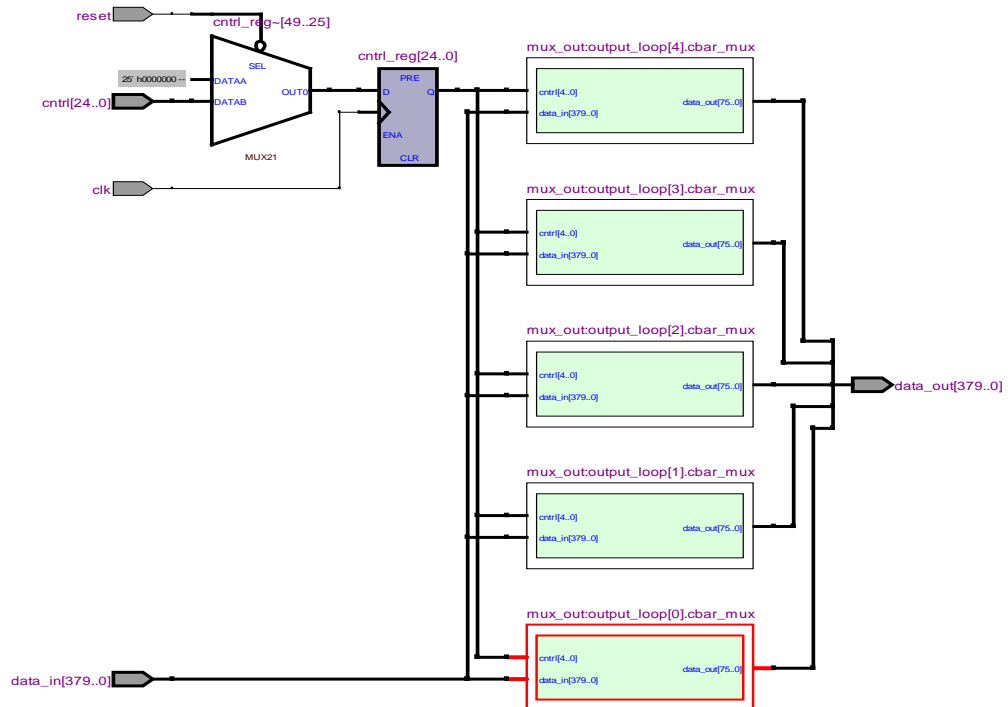 reset
cntrl_reg~[49..25]
SEL
25' h0000000 --
DATAA
OUT0
cntrl[24..0]
DATAB
MUX21
clk
cntrl_reg[24..0]
PRE
D
Q
ENA
CLR
mux_out:output_loop[4].cbar_mux
cntrl[4..0]
data_out[75..0]
data_in[379..0]
mux_out:output_loop[3].cbar_mux
cntrl[4..0]
data_out[75..0]
data_in[379..0]
mux_out:output_loop[2].cbar_mux
cntrl[4..0]
data_out[75..0]
data_in[379..0]
data_out[379..0]
mux_out:output_loop[1].cbar_mux
cntrl[4..0]
data_out[75..0]
data_in[379..0]
mux_out:output_loop[0].cbar_mux
cntrl[4..0]
data_out[75..0]
data_in[379..0]
data_in[379..0]